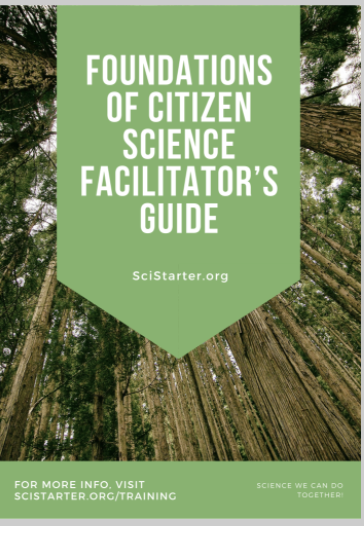 FOUNDATIONS
OF CITIZEN
SCIENCE
FACILITATOR'S
GUIDE
SciStarter.org
FOR MORE INFO, VISIT
SCISTARTER.ORG/TRAINING
SCIENCE WE CAN DO
TOGETHER!